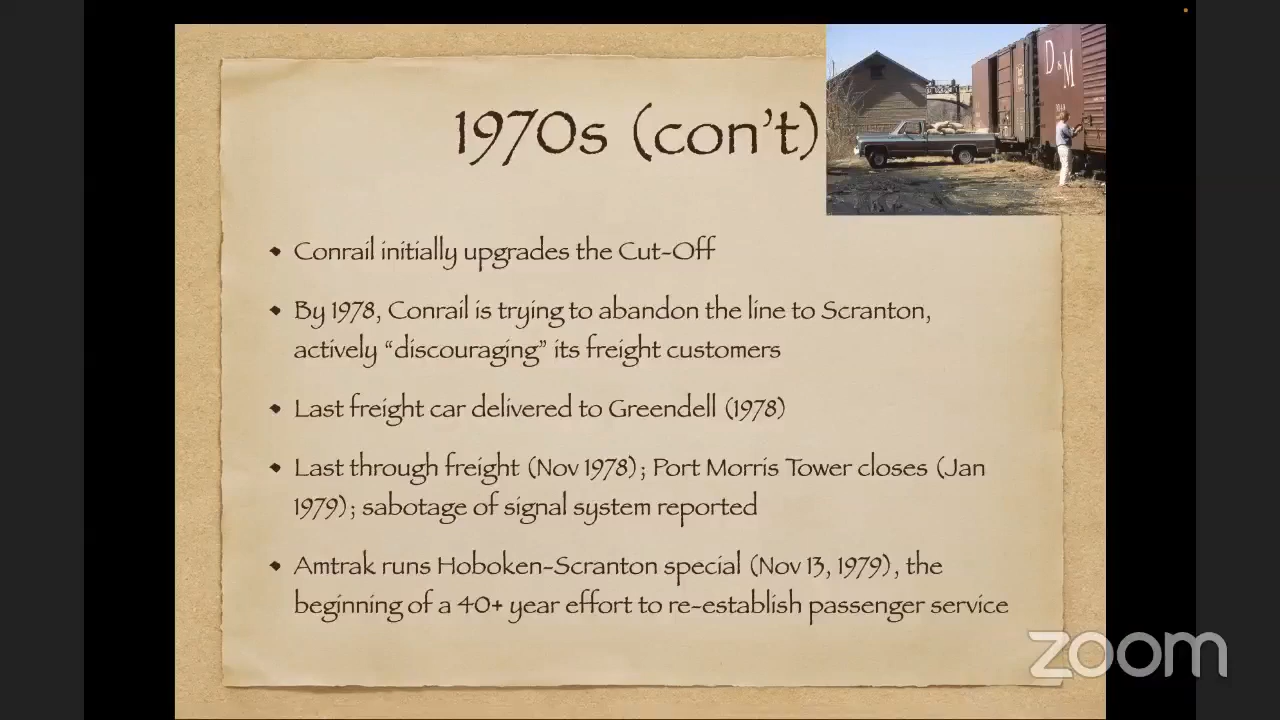 1970s (con't)
D&M
• Conrail initially upgrades the Cut-Off
• By 1978, Conrail is trying to abandon the line to Scranton,
actively “discouraging” its freight customers
• Last freight car delivered to Greendell (1978)
• Last through freight (Nov 1978); Port Morris Tower closes (Jan
1979); sabotage of signal system reported
• Amtrak runs Hoboken-Scranton special (Nov 13, 1979), the
beginning of a 40+ year effort to re-establish passenger service
zoom